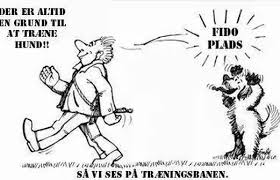 DER ER ALTID
EN GRUND TIL
AT TRÆNE
HUND!!
FIDO
PLADS
SÅ VI SES PÅ TRÆNINGSBANEN.